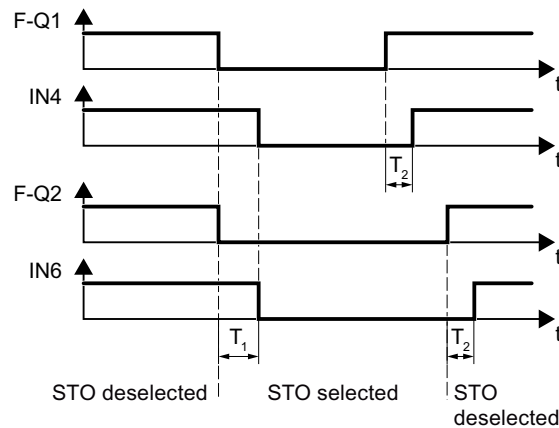 F-Q1
t
IN4
t
T2
F-Q2
t
IN6
t
T1
T2
STO deselected
STO selected
STO
deselected